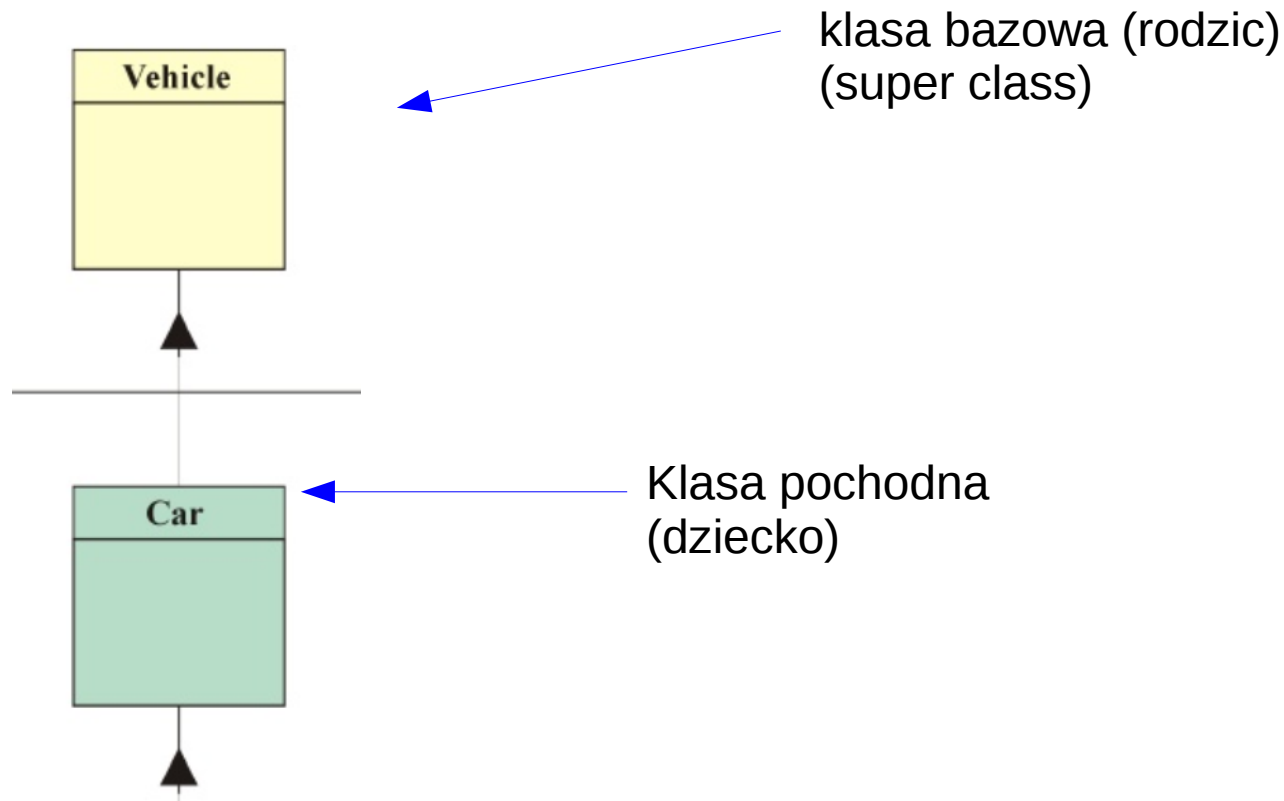 klasa bazowa (rodzic)
(super class)
Vehicle
Car
Klasa pochodna
(dziecko)